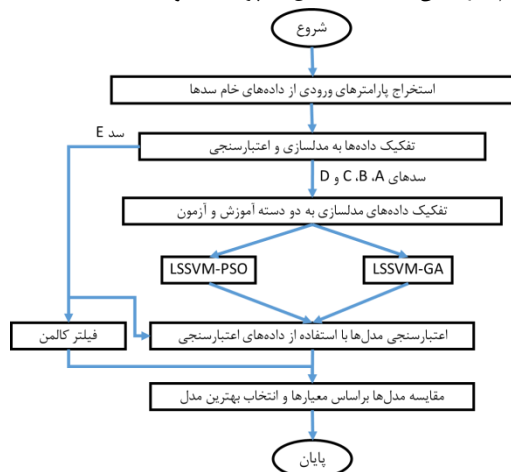 شروع
استخراج پارامترهای ورودی از داده‌های خام سدها
تفکیک داده‌ها به مدلسازی و اعتبارسنجی
سد E
سدهای A، B، C و D
تفکیک داده‌های مدلسازی به دو دسته آموزش و آزمون
LSSVM-GA
LSSVM-PSO
اعتبارسنجی مدل‌ها با استفاده از داده‌های اعتبارسنجی
فیلتر کالمن
مقایسه مدل‌ها براساس معیارها و انتخاب بهترین مدل
پایان